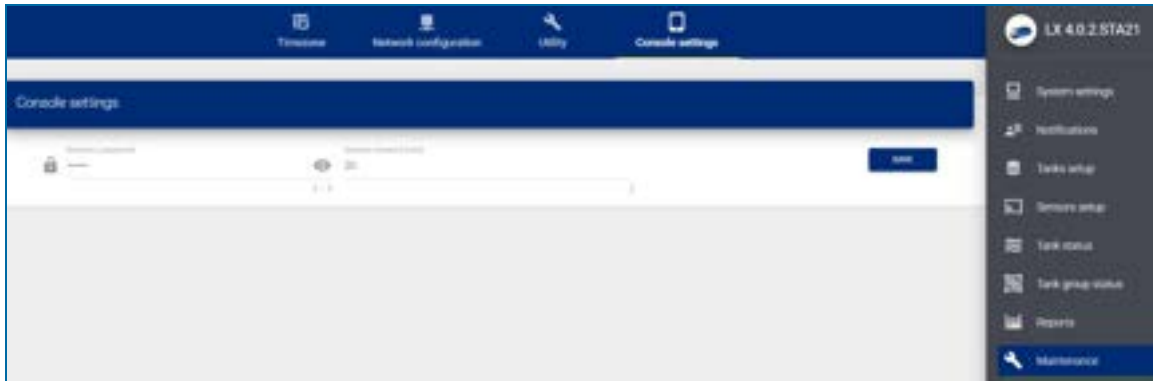 Timezone
Network configuration
Utility
Console settings
LX 4.0.2.STA21
Console settings
SAVE
System settings
Notifications
Tanks setup
Sensors setup
Tank status
Tank group status
Reports
Maintenance